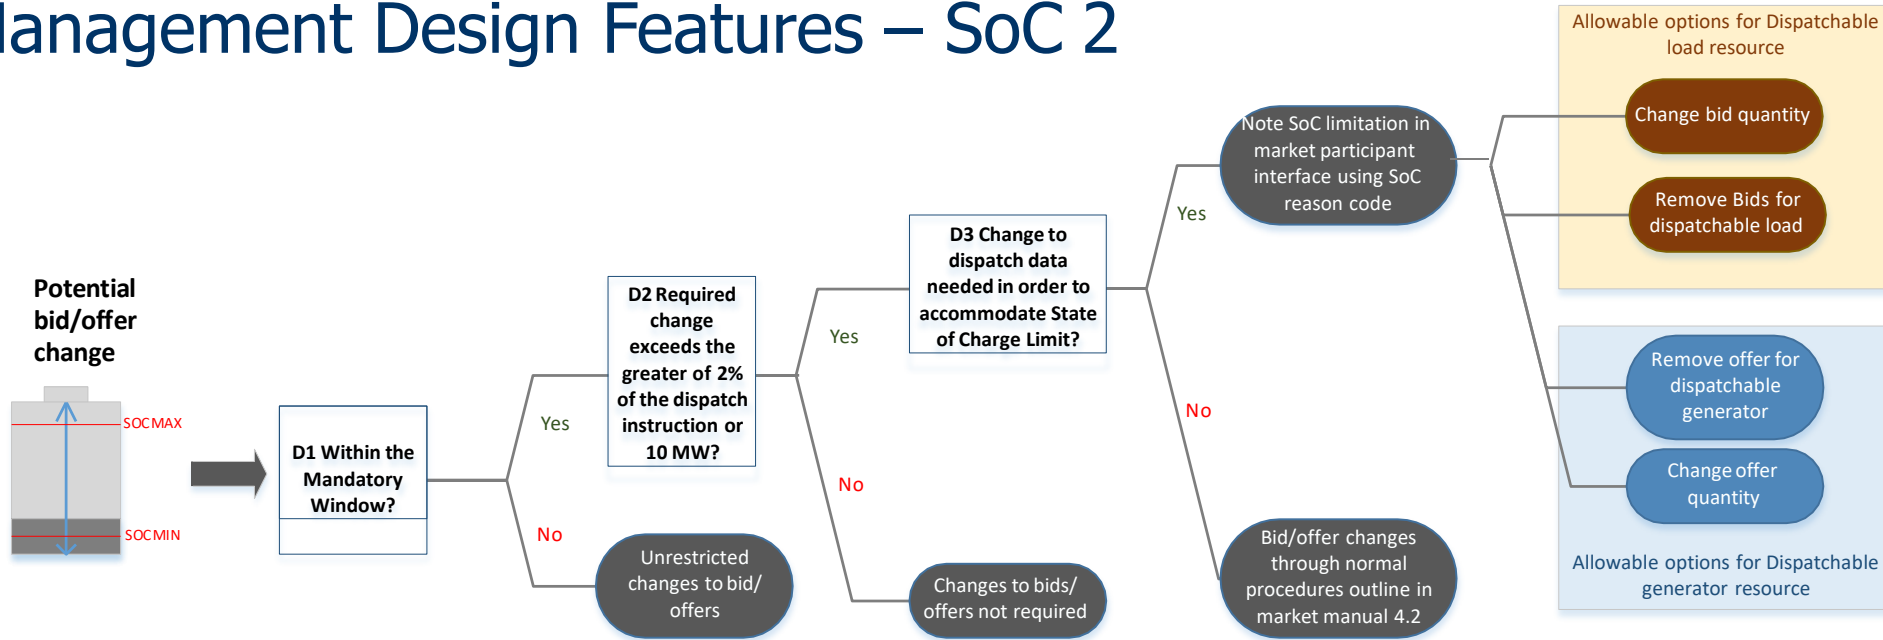 Management Design Features – SoC 2
Potential
bid/offer
change
SOCMAX
SOCMIN
D1 Within the
Mandatory
Window?
Yes
No
Unrestricted
changes to bid/
offers
D2 Required
change
exceeds the
greater of 2%
of the dispatch
instruction or
10 MW?
Yes
No
Changes to bids/
offers not required
D3 Change to
dispatch data
needed in order to
accommodate State
of Charge Limit?
Yes
No
Note SoC limitation in
market participant
interface using SoC
reason code
Bid/offer changes
through normal
procedures outline in
market manual 4.2
Allowable options for Dispatchable
load resource
Change bid quantity
Remove Bids for
dispatchable load
Remove offer for
dispatchable
generator
Change offer
quantity
Allowable options for Dispatchable
generator resource